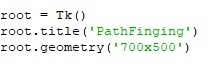 root = Tk()
root.title('PathFinging')
root.geometry('700x500')